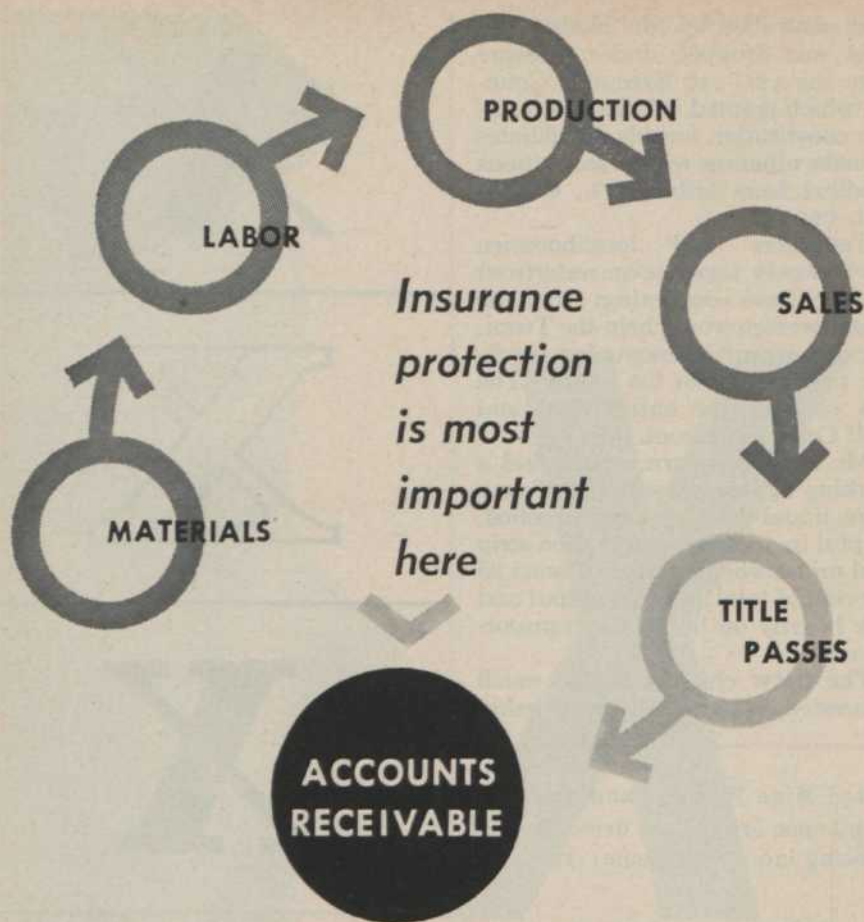 PRODUCTION
LABOR
SALES
MATERIALS
Insurance
protection
is most
important
here
TITLE
PASSES
ACCOUNTS
RECEIVABLE